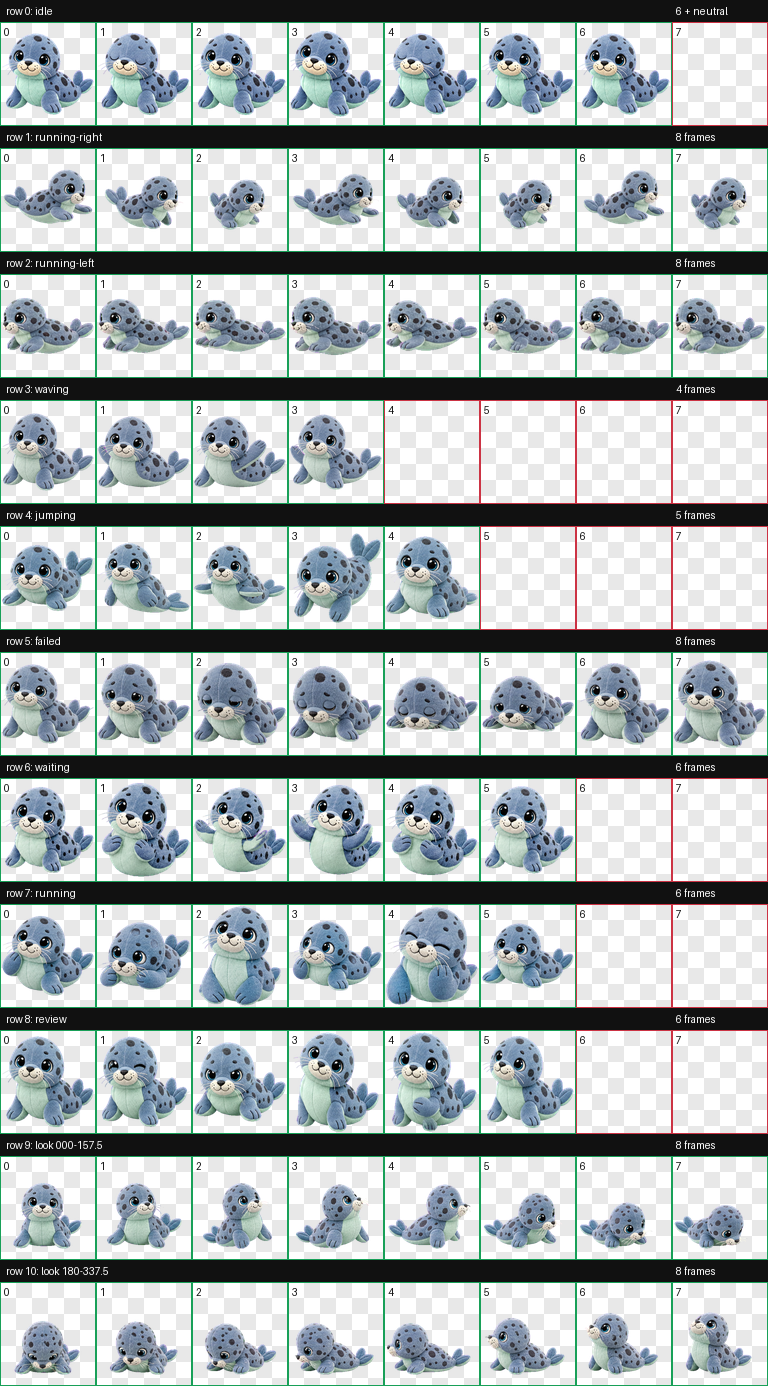 row 0: idle 6 + neutral
0 1 2 3 4 5 6 7
row 1: running-right 8 frames
0 1 2 3 4 5 6 7
row 2: running-left 8 frames
0 1 2 3 4 5 6 7
row 3: waving 4 frames
0 1 2 3 4 5 6 7
row 4: jumping 5 frames
0 1 2 3 4 5 6 7
row 5: failed 8 frames
0 1 2 3 4 5 6 7
row 6: waiting 6 frames
0 1 2 3 4 5 6 7
row 7: running 6 frames
0 1 2 3 4 5 6 7
row 8: review 6 frames
0 1 2 3 4 5 6 7
row 9: look 000-157.5 8 frames
0 1 2 3 4 5 6 7
row 10: look 180-337.5 8 frames
0 1 2 3 4 5 6 7